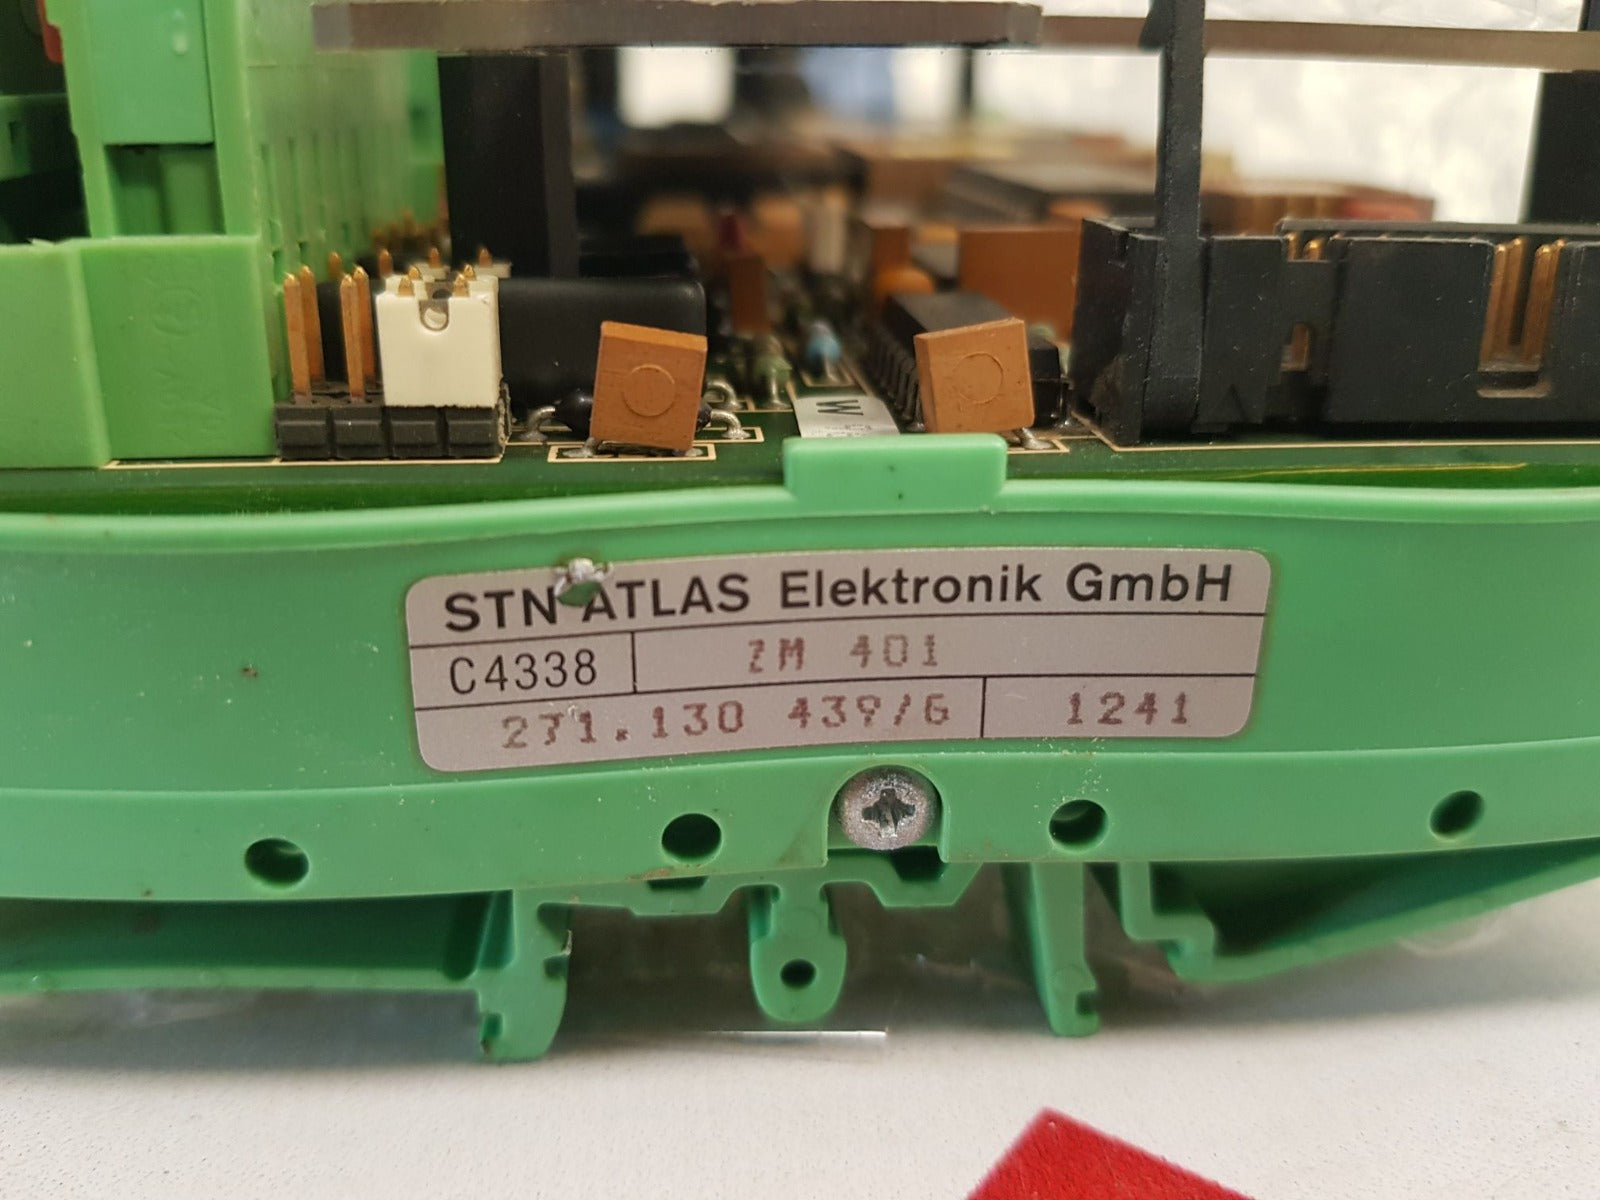 W
STN ATLAS Elektronik GmbH
C4338 ZM 401
271.130 439/G 1241